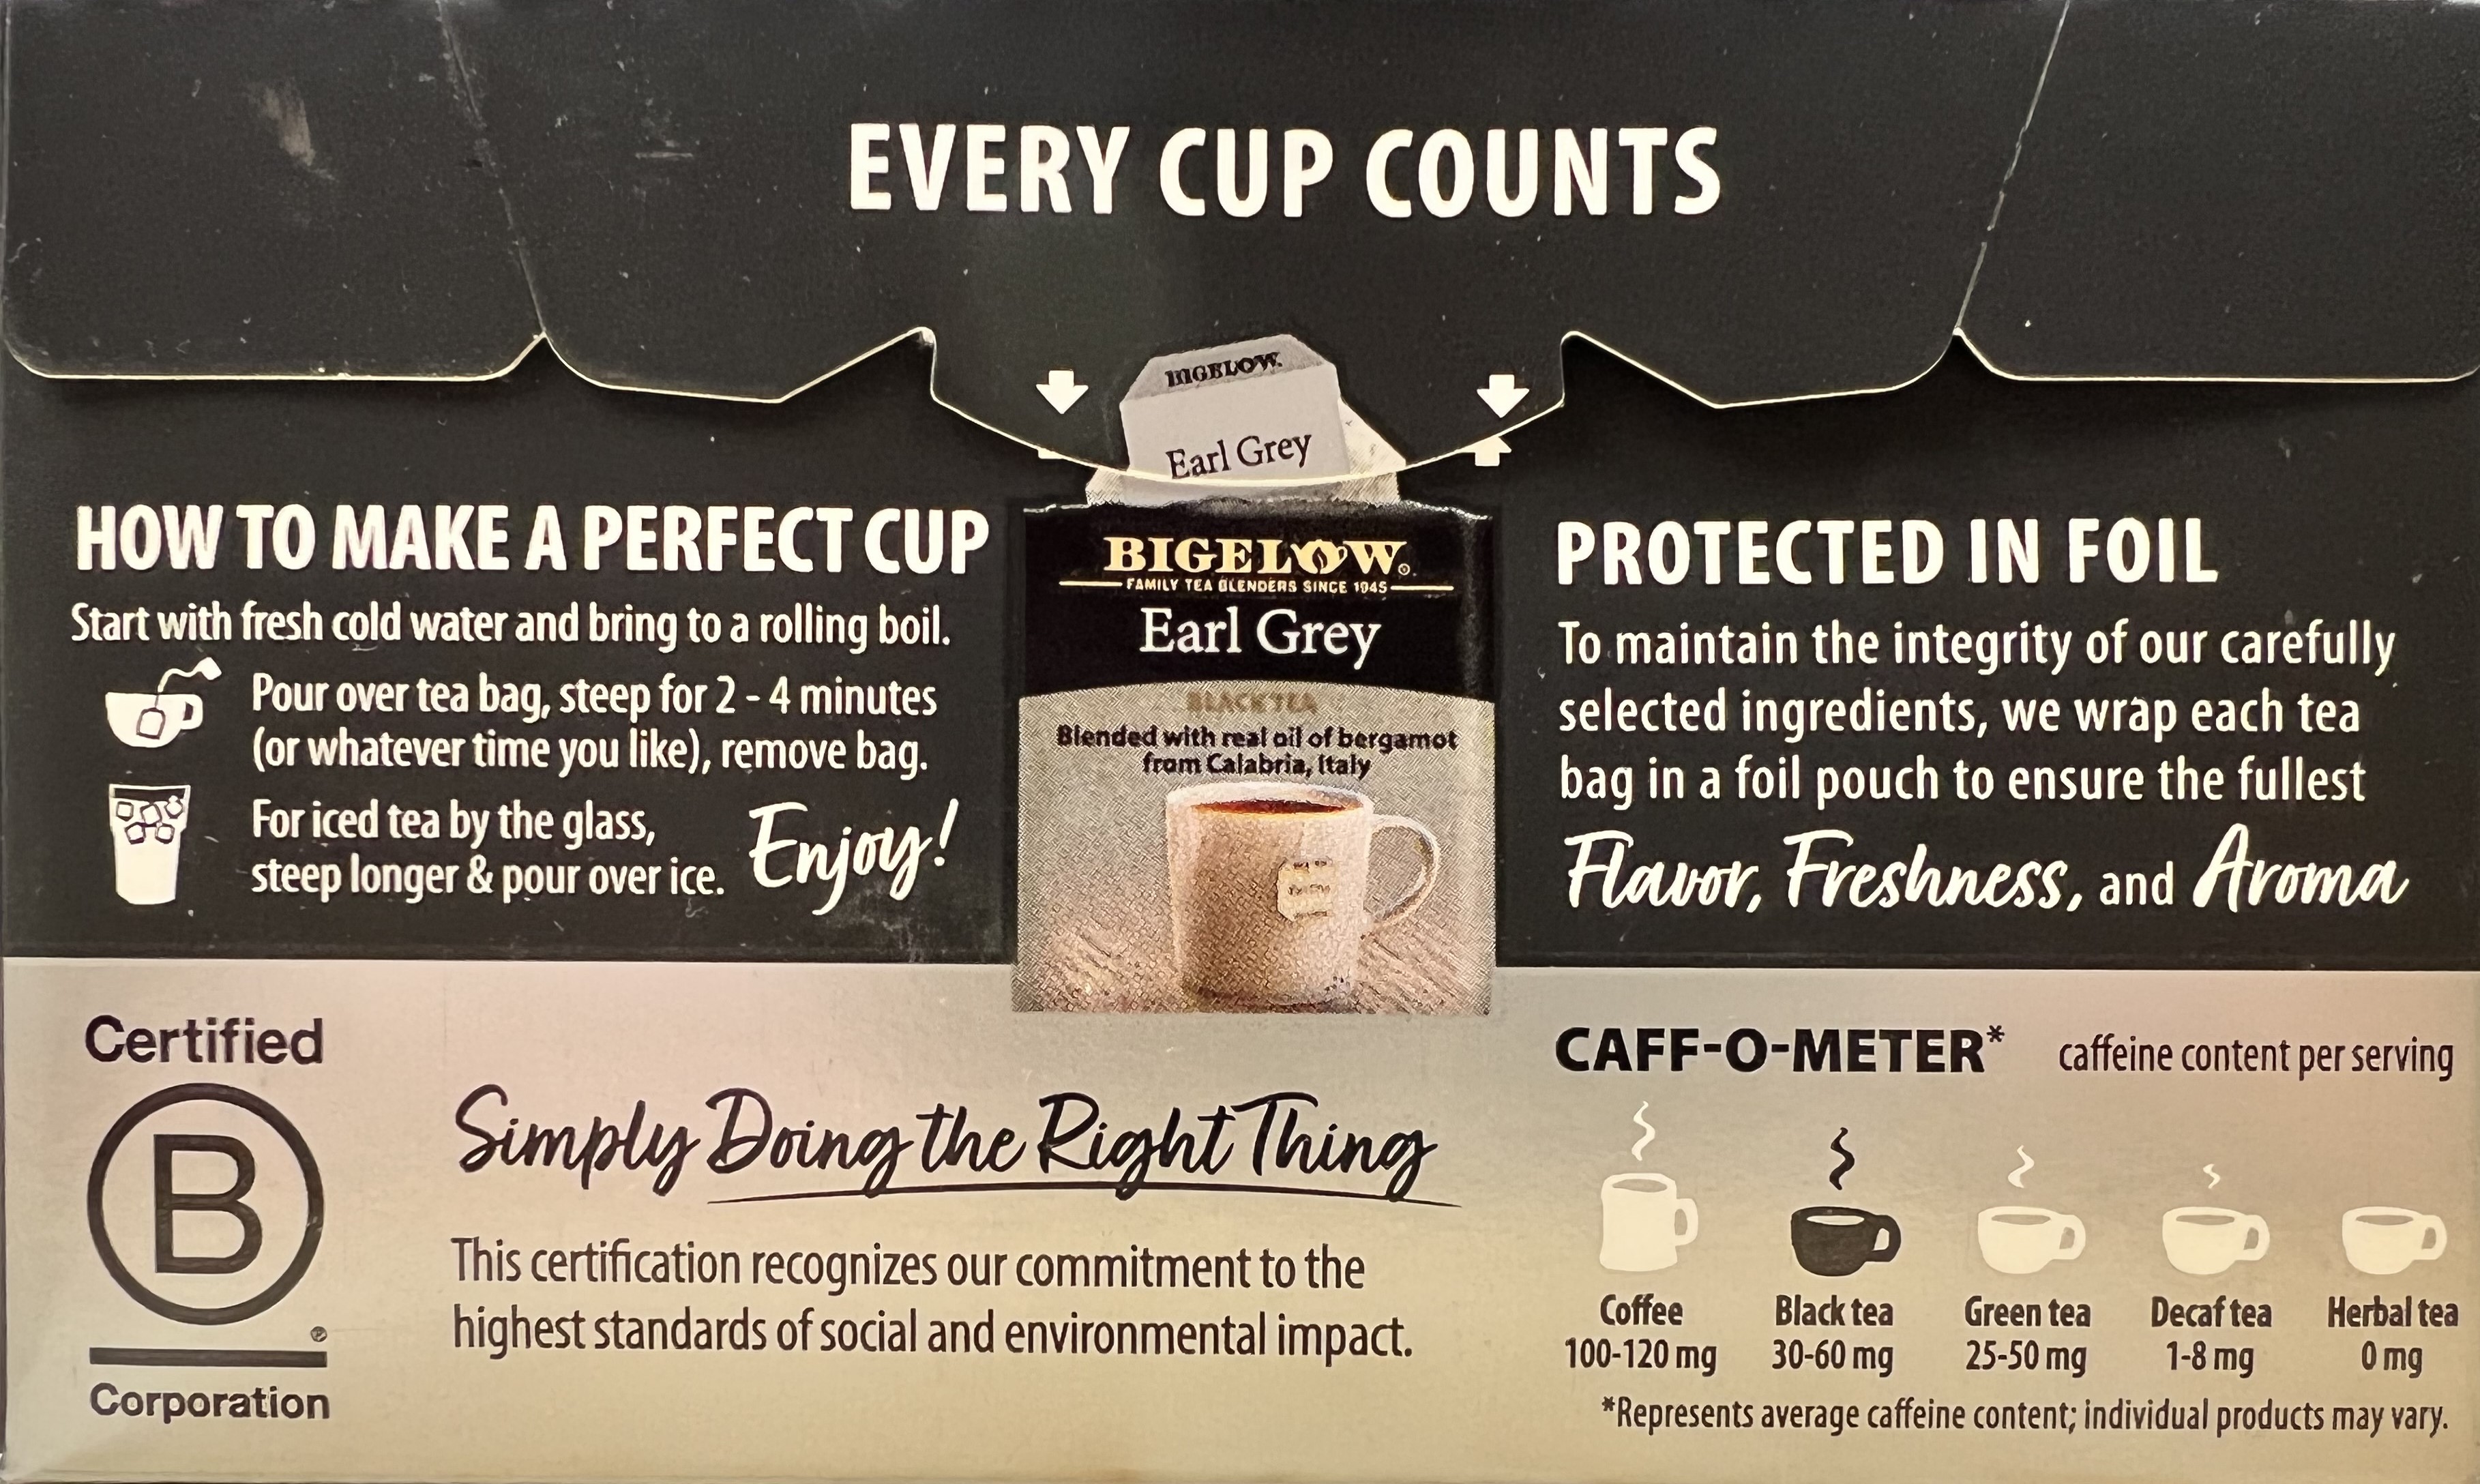 EVERY CUP COUNTS
BIGELOW.
Earl Grey
HOW TO MAKE A PERFECT CUP
Start with fresh cold water and bring to a rolling boil.
Pour over tea bag, steep for 2 - 4 minutes
(or whatever time you like), remove bag.
For iced tea by the glass,
steep longer & pour over ice.
Enjoy!
BIGELOW®
FAMILY TEA BLENDERS SINCE 1945
Earl Grey
BLACK TEA
Blended with real oil of bergamot
from Calabria, Italy
PROTECTED IN FOIL
To maintain the integrity of our carefully
selected ingredients, we wrap each tea
bag in a foil pouch to ensure the fullest
Flavor, Freshness, and Aroma
Certified
B
®
Corporation
Simply Doing the Right Thing
This certification recognizes our commitment to the
highest standards of social and environmental impact.
CAFF-O-METER* caffeine content per serving
Coffee Black tea Green tea Decaf tea Herbal tea
100-120 mg 30-60 mg 25-50 mg 1-8 mg 0 mg
*Represents average caffeine content; individual products may vary.